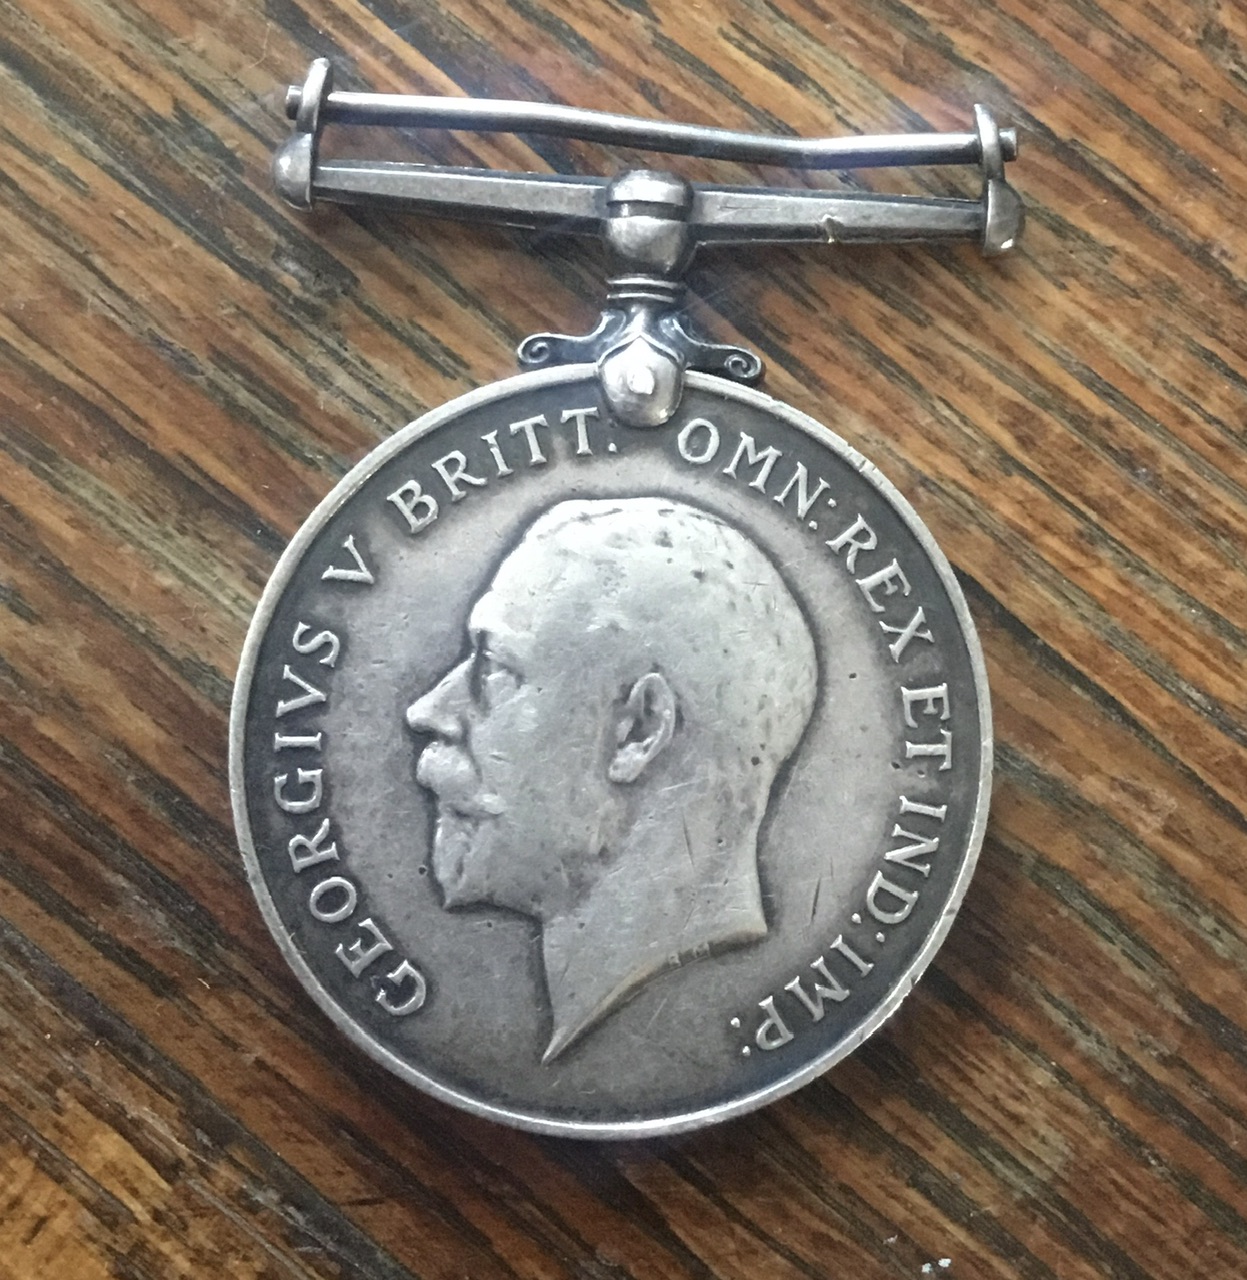 GEORGIVS V BRITT: OMN: REX ET IND: IMP: